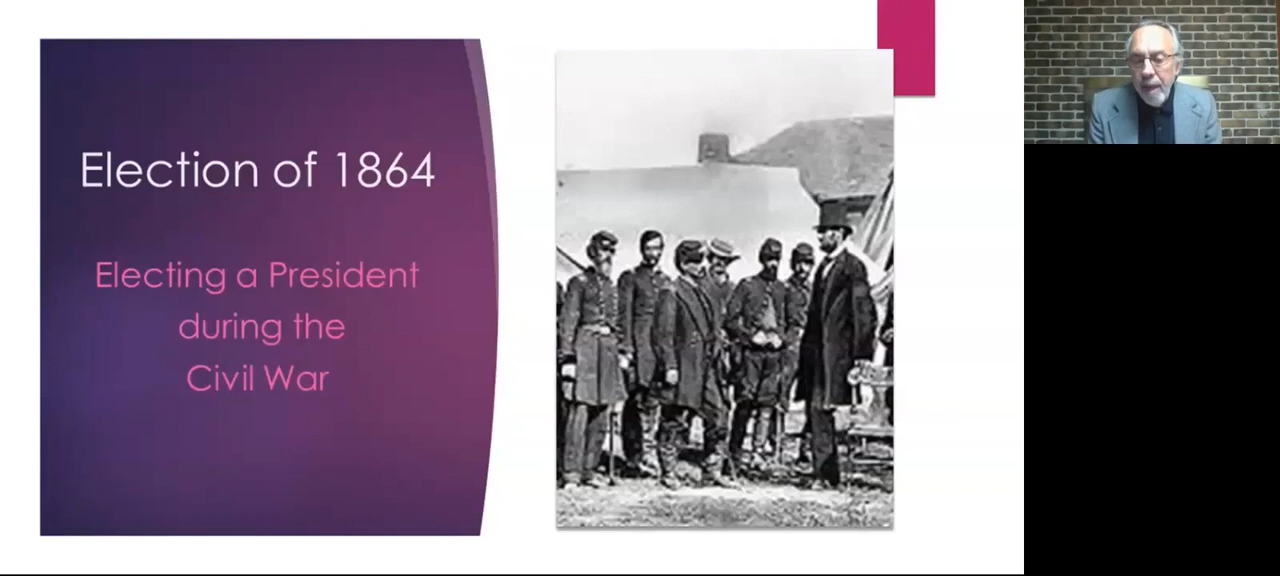 Election of 1864
Electing a President
during the
Civil War